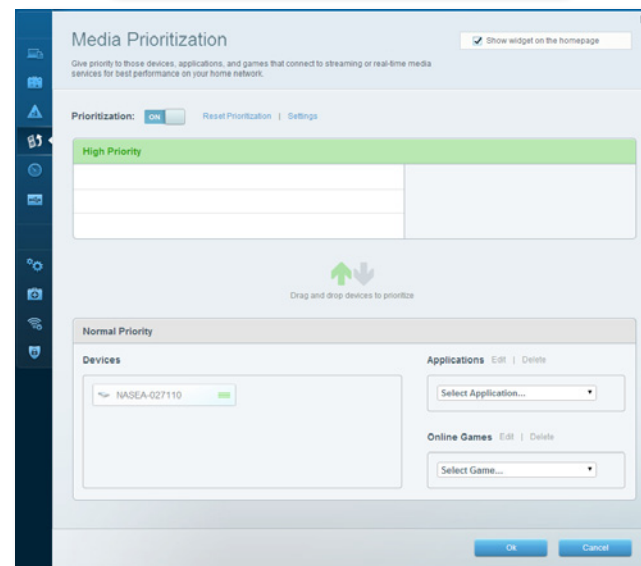 Media Prioritization
Show widget on the homepage
Give priority to those devices, applications, and games that connect to streaming or real-time media
services for best performance on your home network.
Prioritization: ON Reset Prioritization | Settings
High Priority
Drag and drop devices to prioritize
Normal Priority
Devices
NASEA-027110
Applications Edit | Delete
Select Application...
Online Games Edit | Delete
Select Game...
Ok Cancel